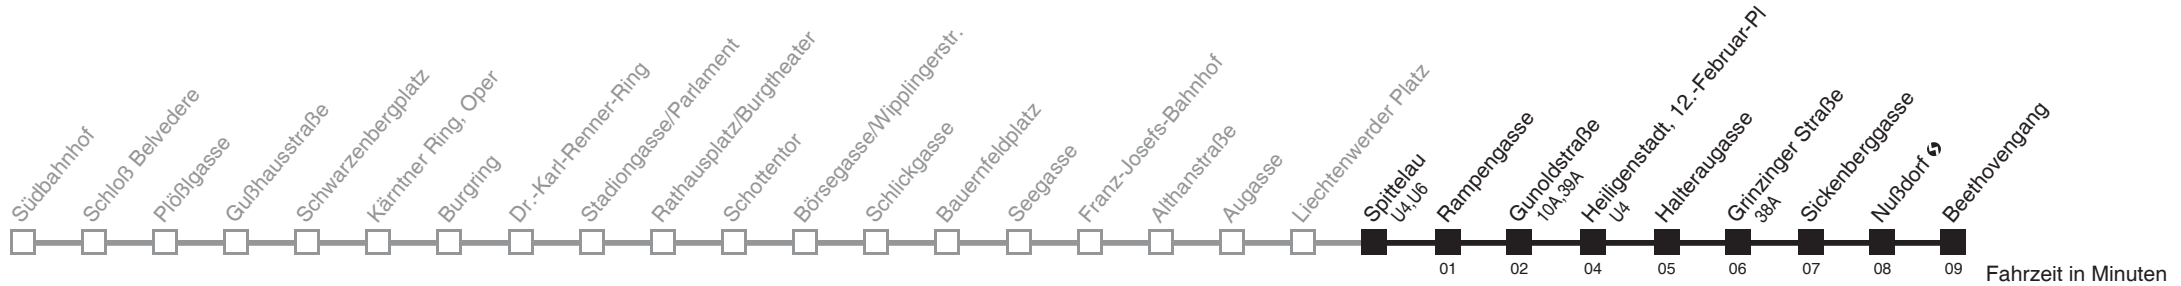 Südbahnhof
Schloß Belvedere
Plößlgasse
Gußhausstraße
Schwarzenbergplatz
Kärntner Ring, Oper
Burgring
Dr.-Karl-Renner-Ring
Stadiongasse/Parlament
Rathausplatz/Burgtheater
Schottentor
Börsegasse/Wipplingerstr.
Schlickgasse
Bauernfeldplatz
Seegasse
Franz-Josefs-Bahnhof
Althanstraße
Augasse
Liechtenwerder Platz
Spittelau
U4,U6
Rampengasse
Gunoldstraße
10A,39A
Heiligenstadt, 12.-Februar-Pl
U4
Halteraugasse
Grinzinger Straße
38A
Sickenberggasse
Nußdorf
Beethovengang
01 02 04 05 06 07 08 09 Fahrzeit in Minuten